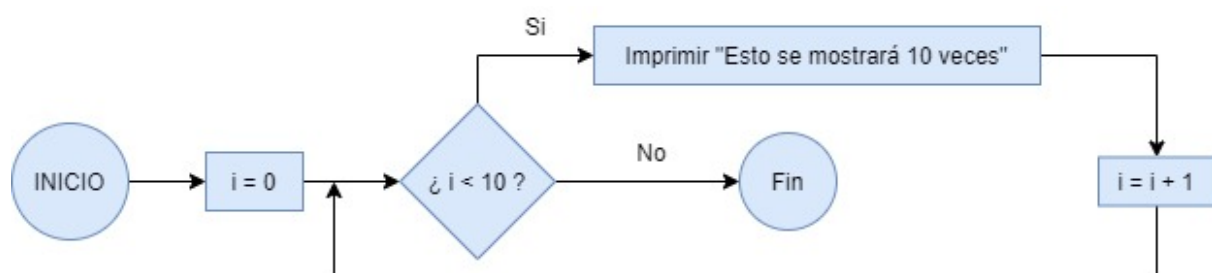 Si
Imprimir "Esto se mostrará 10 veces"
INICIO
i = 0
¿ i < 10 ?
No
Fin
i = i + 1